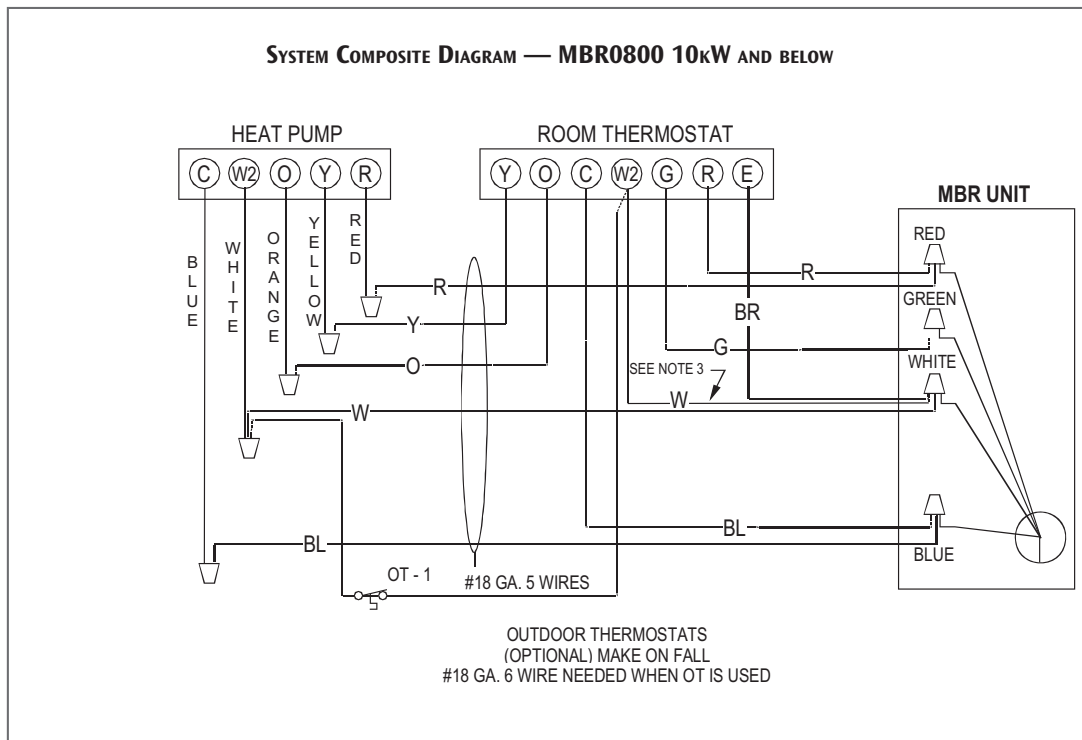 SYSTEM COMPOSITE DIAGRAM — MBR0800 10KW AND BELOW
HEAT PUMP
ROOM THERMOSTAT
C W2 O Y R
Y O C W2 G R E
MBR UNIT
BLUE
WHITE
ORANGE
YELLOW
RED
RED
R
R
GREEN
BR
Y
G
WHITE
O
SEE NOTE 3
W
W
BL
BL
BLUE
OT - 1
#18 GA. 5 WIRES
OUTDOOR THERMOSTATS
(OPTIONAL) MAKE ON FALL
#18 GA. 6 WIRE NEEDED WHEN OT IS USED